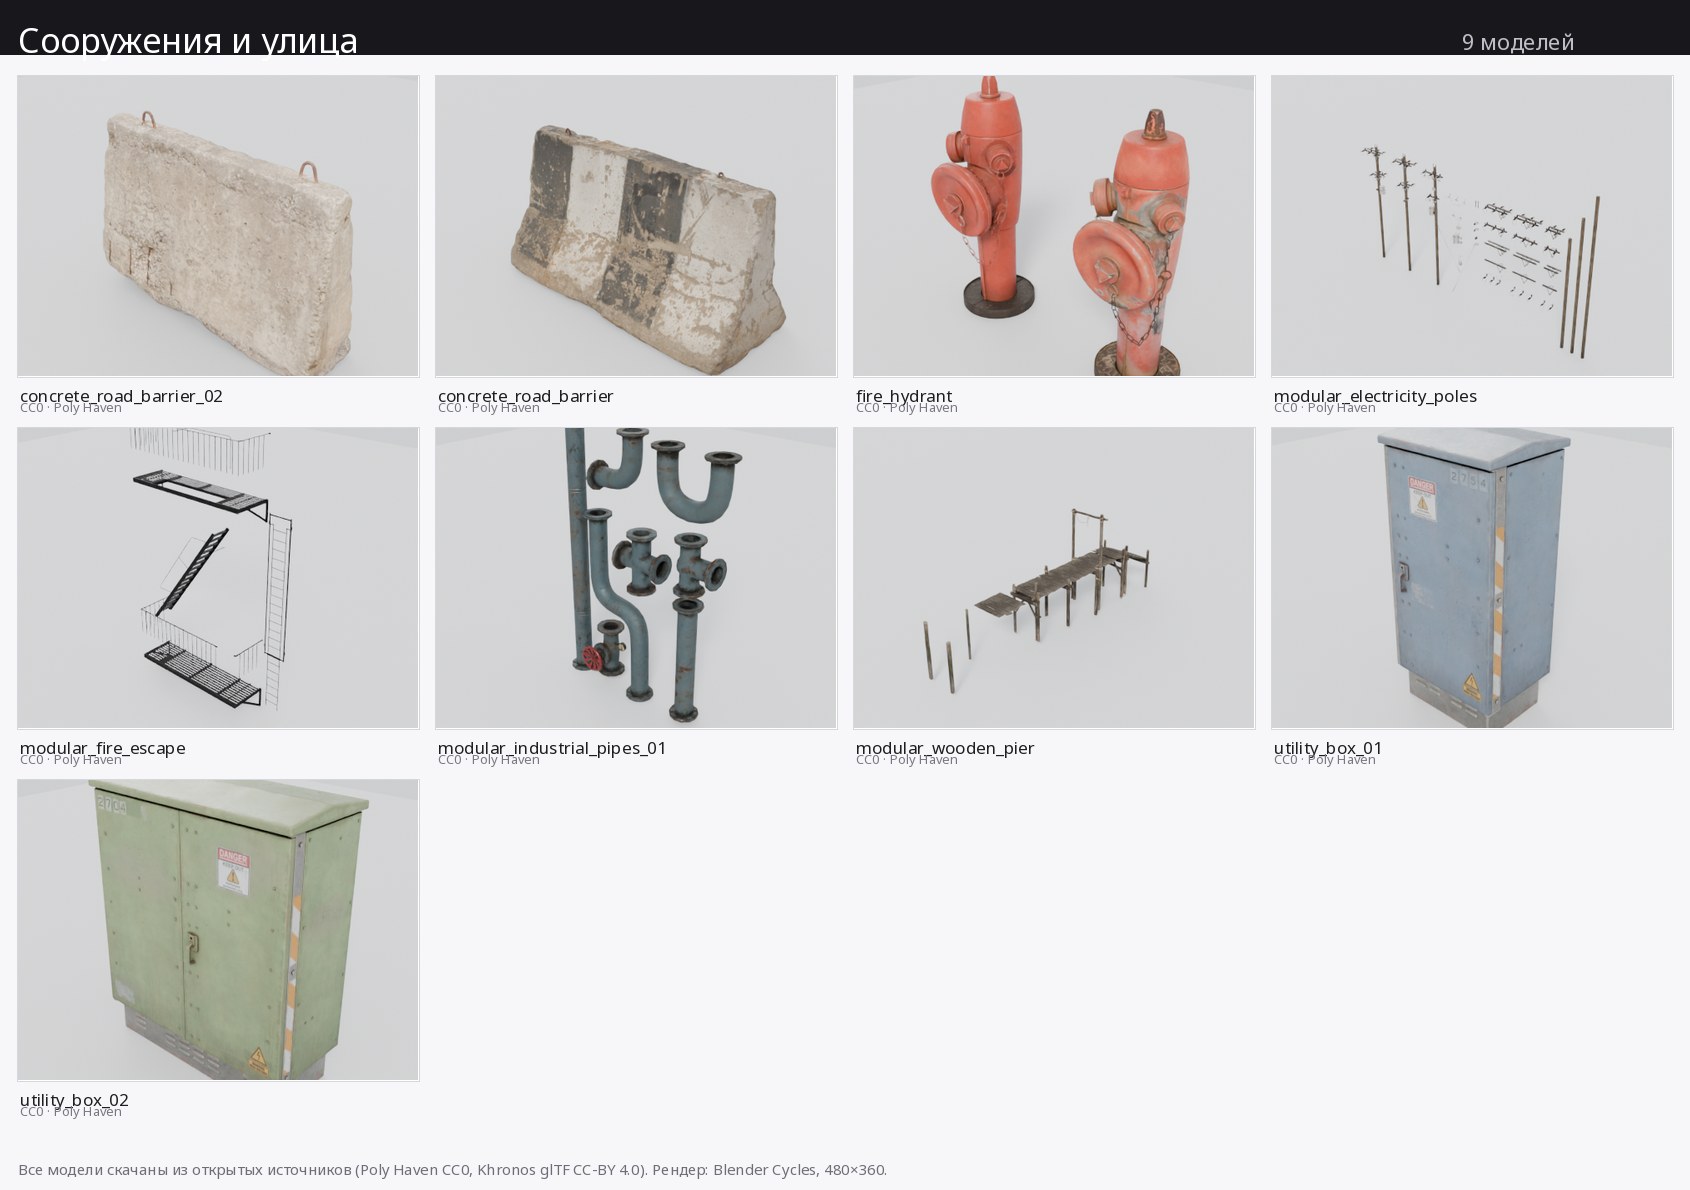 Сооружения и улица
9 моделей
concrete_road_barrier_02
CC0 · Poly Haven
concrete_road_barrier
CC0 · Poly Haven
fire_hydrant
CC0 · Poly Haven
modular_electricity_poles
CC0 · Poly Haven
modular_fire_escape
CC0 · Poly Haven
modular_industrial_pipes_01
CC0 · Poly Haven
modular_wooden_pier
CC0 · Poly Haven
2754
DANGER
utility_box_01
CC0 · Poly Haven
DANGER
utility_box_02
CC0 · Poly Haven
Все модели скачаны из открытых источников (Poly Haven CC0, Khronos glTF CC-BY 4.0). Рендер: Blender Cycles, 480×360.